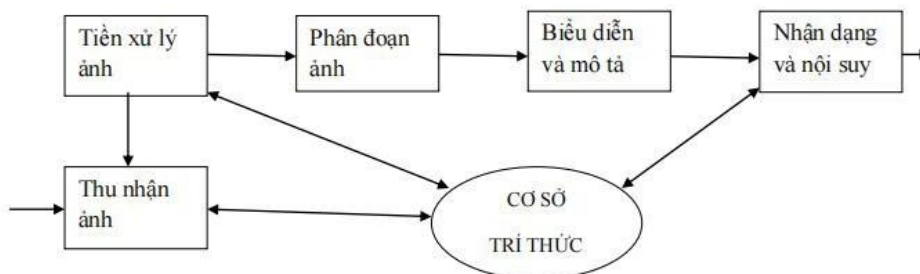 Tiền xử lý
ảnh
Phân đoạn
ảnh
Biểu diễn
và mô tả
Nhận dạng
và nội suy
Thu nhận
ảnh
CƠ SỞ
TRI THỨC